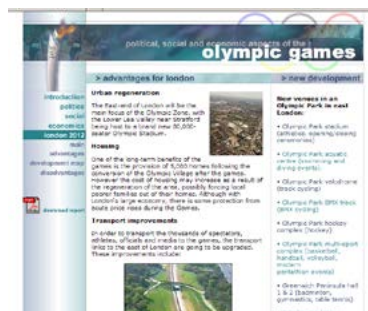 political, social and economic aspects of the
olympic games
> advantages for london
> new development
introduction
politics
social
economics
london 2012
main
advantages
development map
disadvantages
download report
Urban regeneration
The East-end of London will be the
main focus of the Olympic Zone, with
the Lower Lea Valley near Stratford
being host to a brand new 80,000-
seater Olympic Stadium.
Housing
One of the long-term benefits of the
games is the provision of homes following the
conversion of the Olympic Village after the games.
However the cost of housing may increase as a result of
the regeneration of the area, possibly forcing local
poorer families out of their homes. Although with
London's large economy, there is some protection from
acute price rises during the Games.
Transport improvements
In order to transport the thousands of spectators,
athletes, officials and media to the games, the transport
links to the east of London are going to be upgraded.
These improvements include:
New venues in an
Olympic Park in east
London:
• Olympic Park stadium
(athletics, opening/closing
ceremonies)
• Olympic Park aquatic
centre (swimming and
diving events)
• Olympic Park velodrome
(track cycling)
• Olympic Park BMX track
(BMX cycling)
• Olympic Park hockey
complex (hockey)
• Olympic Park multi-sport
complex (basketball,
handball, volleyball,
modern
pentathlon events)
• Greenwich Peninsula hall
1 & 2 (badminton,
gymnastics, table tennis)